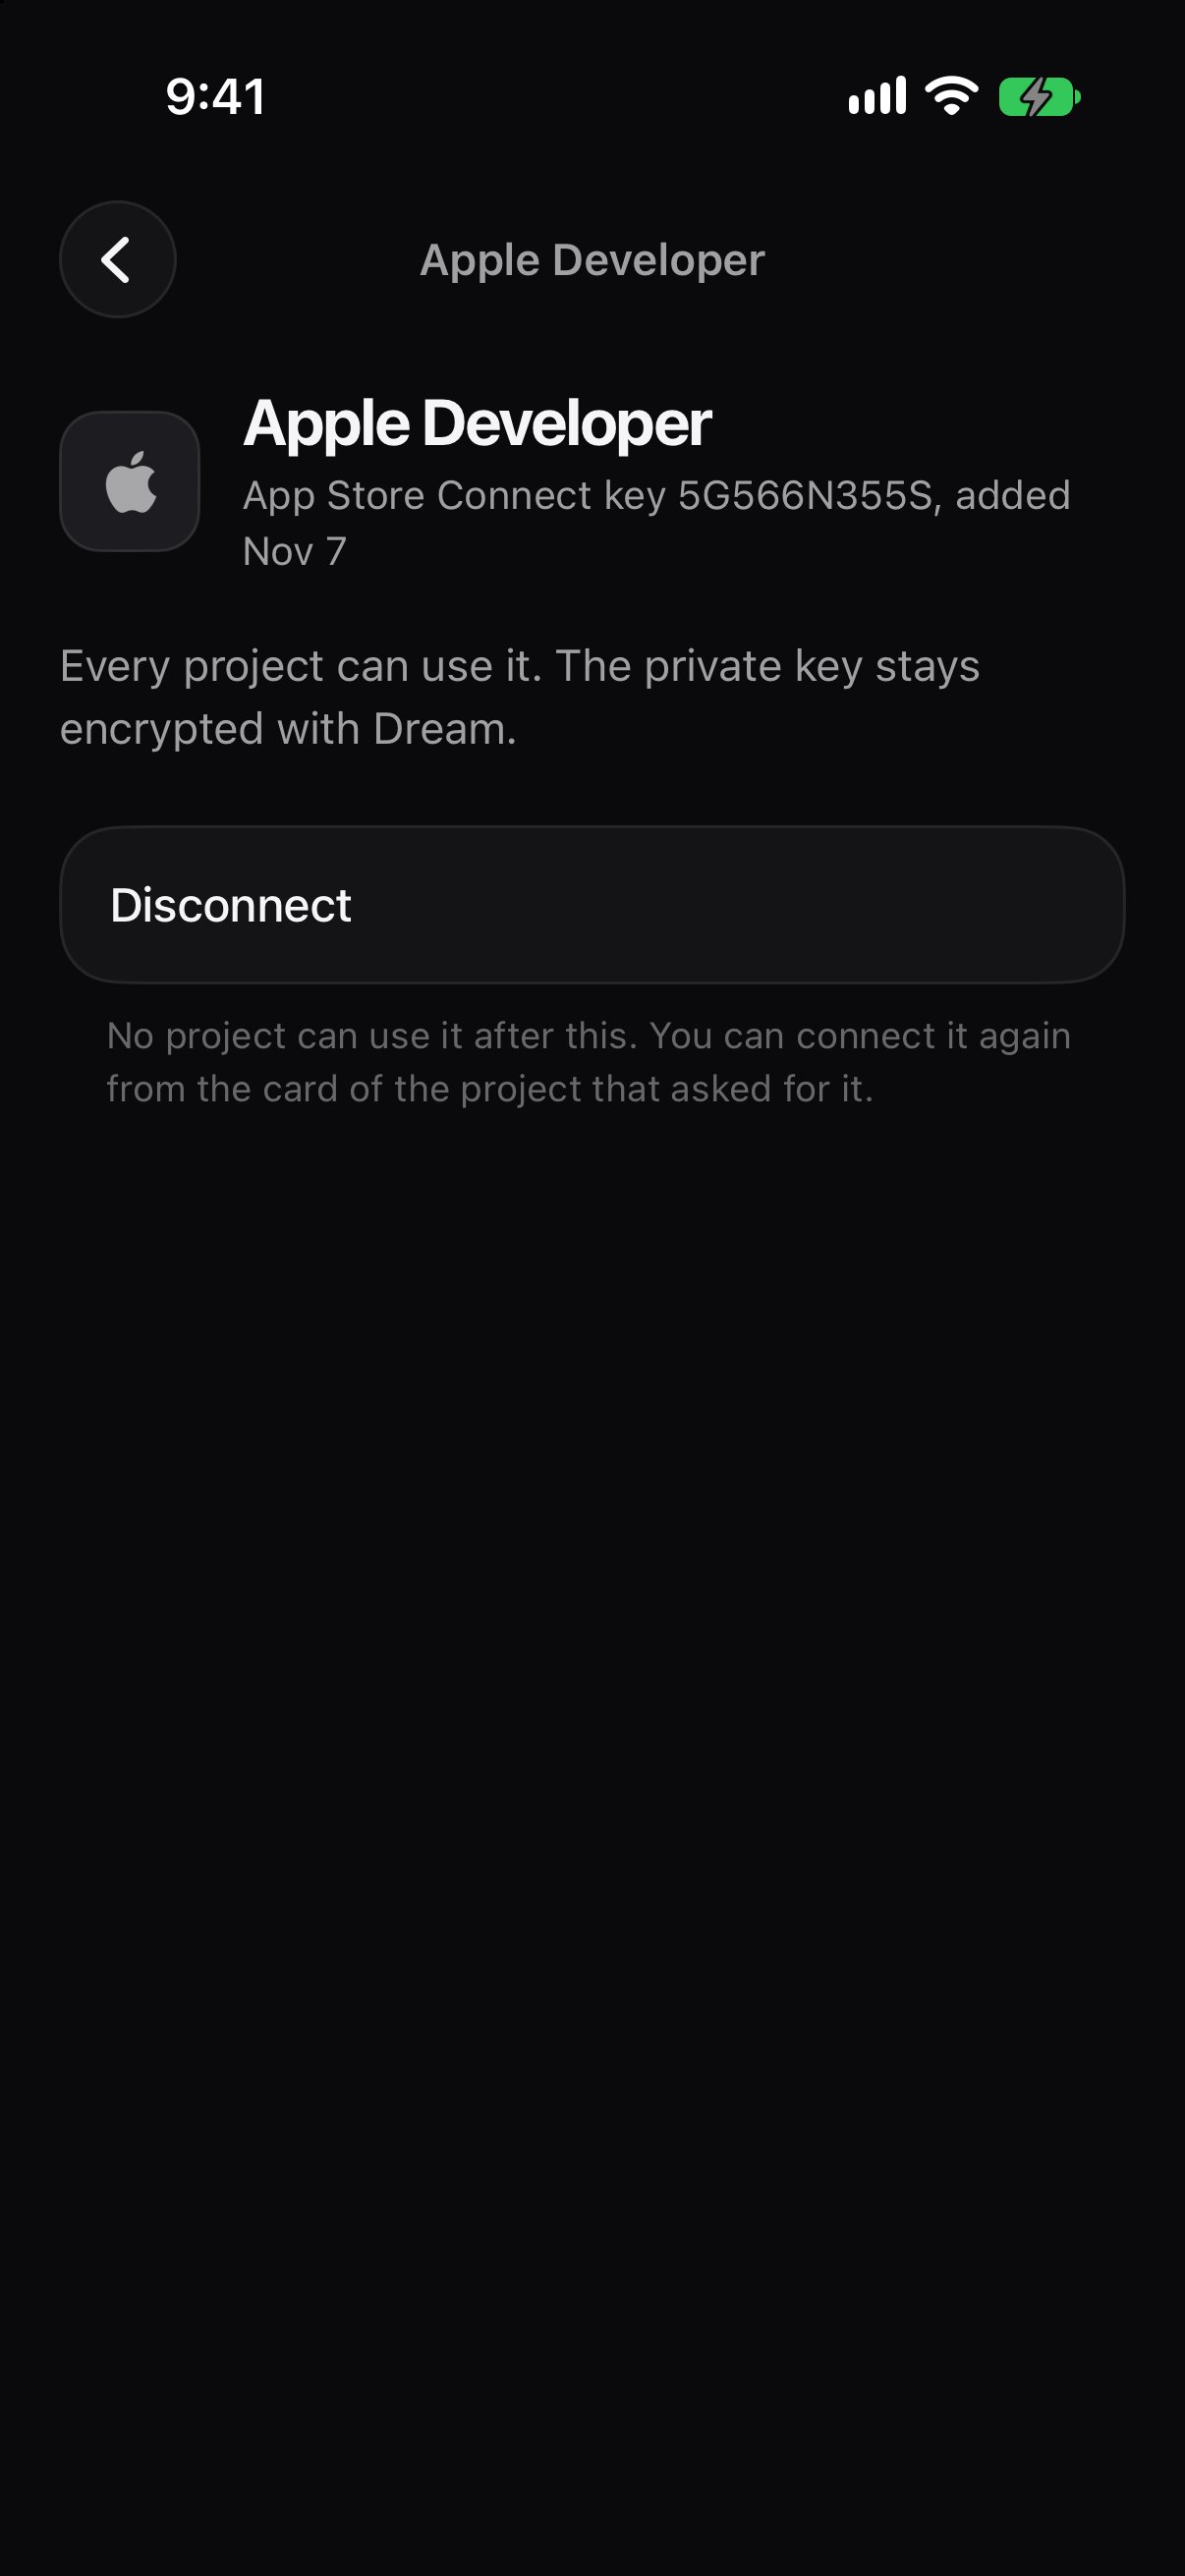 9:41
Apple Developer
Apple Developer
App Store Connect key 5G566N355S, added
Nov 7
Every project can use it. The private key stays
encrypted with Dream.
Disconnect
No project can use it after this. You can connect it again
from the card of the project that asked for it.